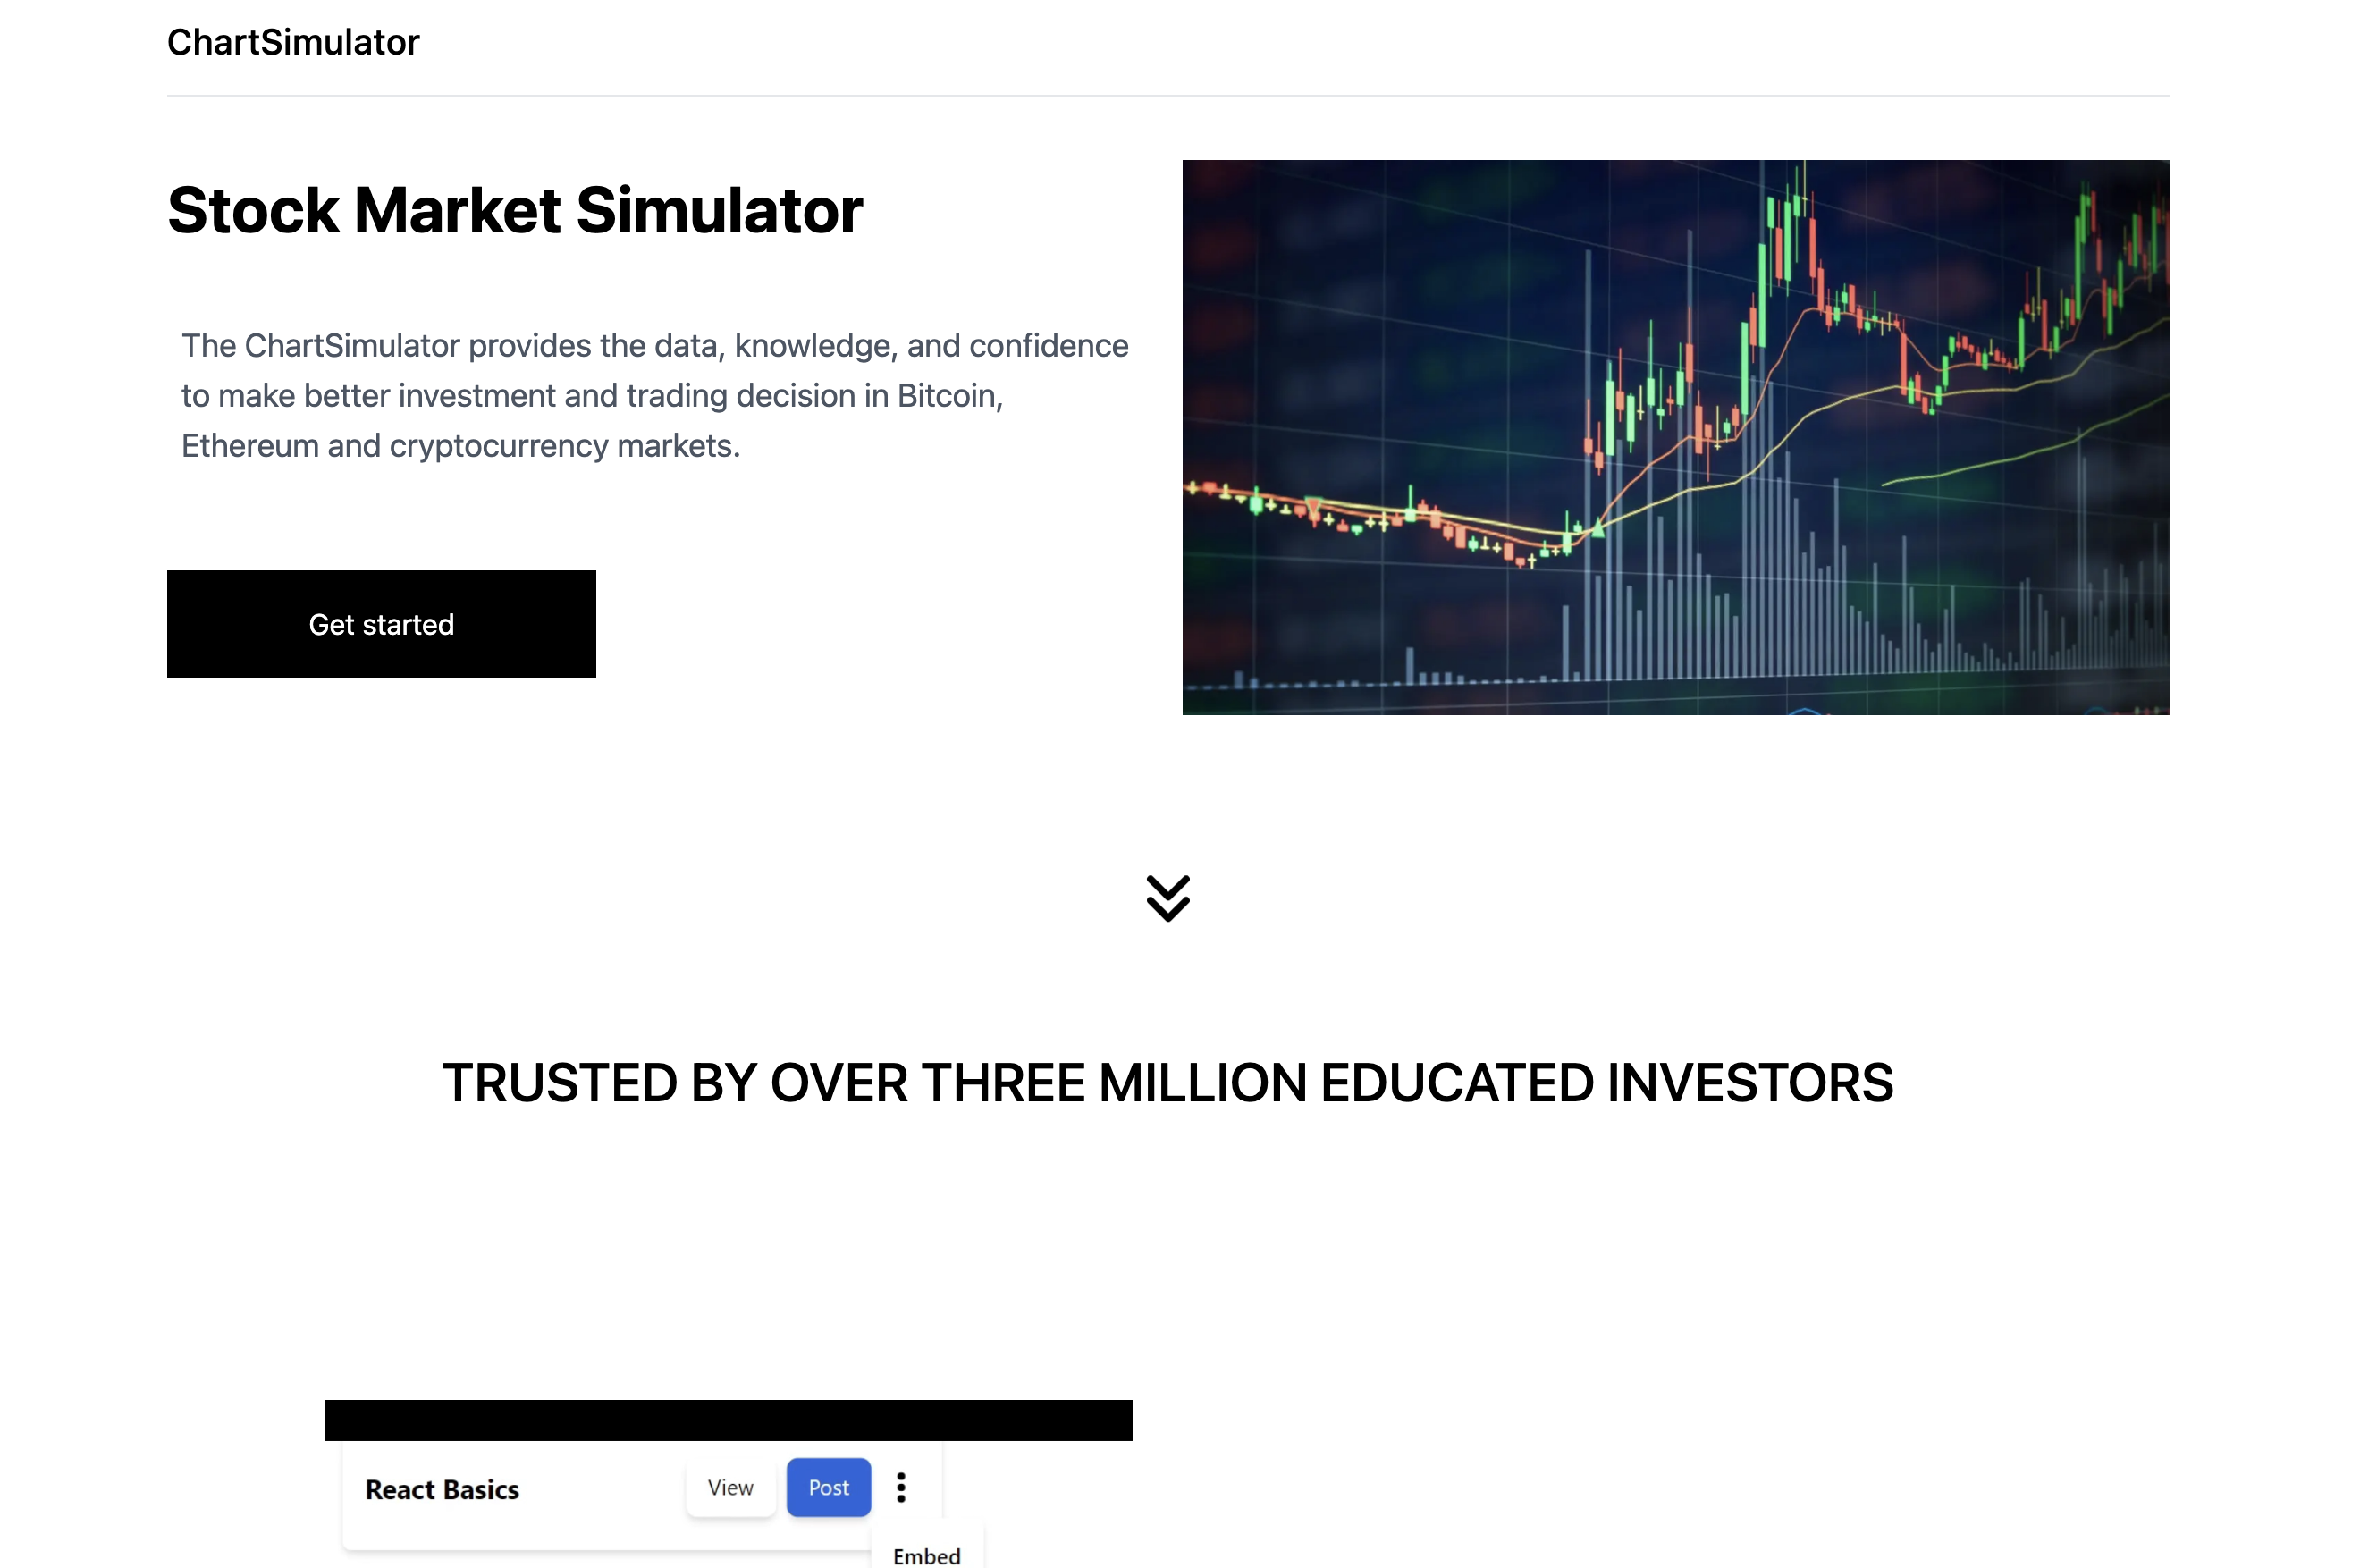 ChartSimulator
Stock Market Simulator
The ChartSimulator provides the data, knowledge, and confidence
to make better investment and trading decision in Bitcoin,
Ethereum and cryptocurrency markets.
Get started
TRUSTED BY OVER THREE MILLION EDUCATED INVESTORS
React Basics
View
Post
Embed